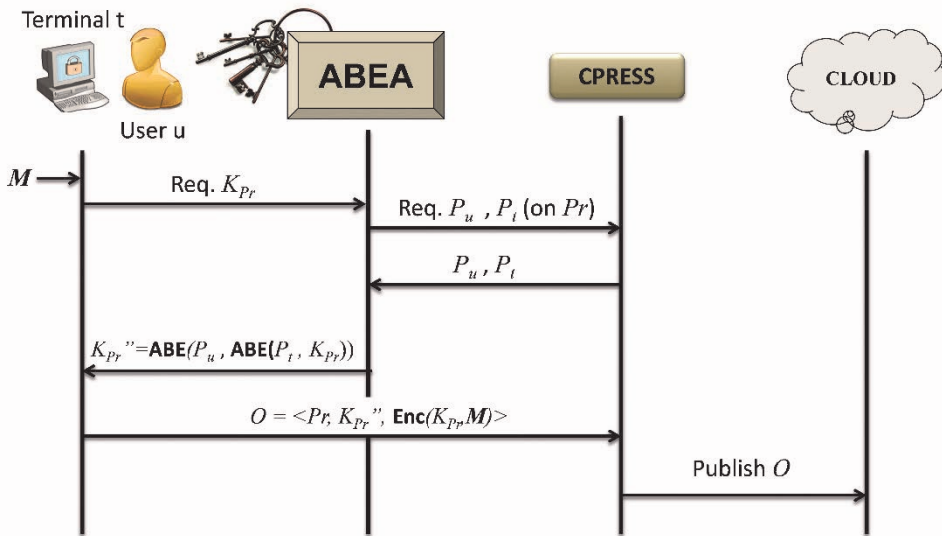 Terminal t
User u
ABEA
CPRESS
CLOUD
M
Req. K_Pr
Req. P_u , P_t (on Pr)
P_u , P_t
K_Pr”=ABE(P_u , ABE(P_t , K_Pr))
O = <Pr, K_Pr”, Enc(K_Pr,M)>
Publish O